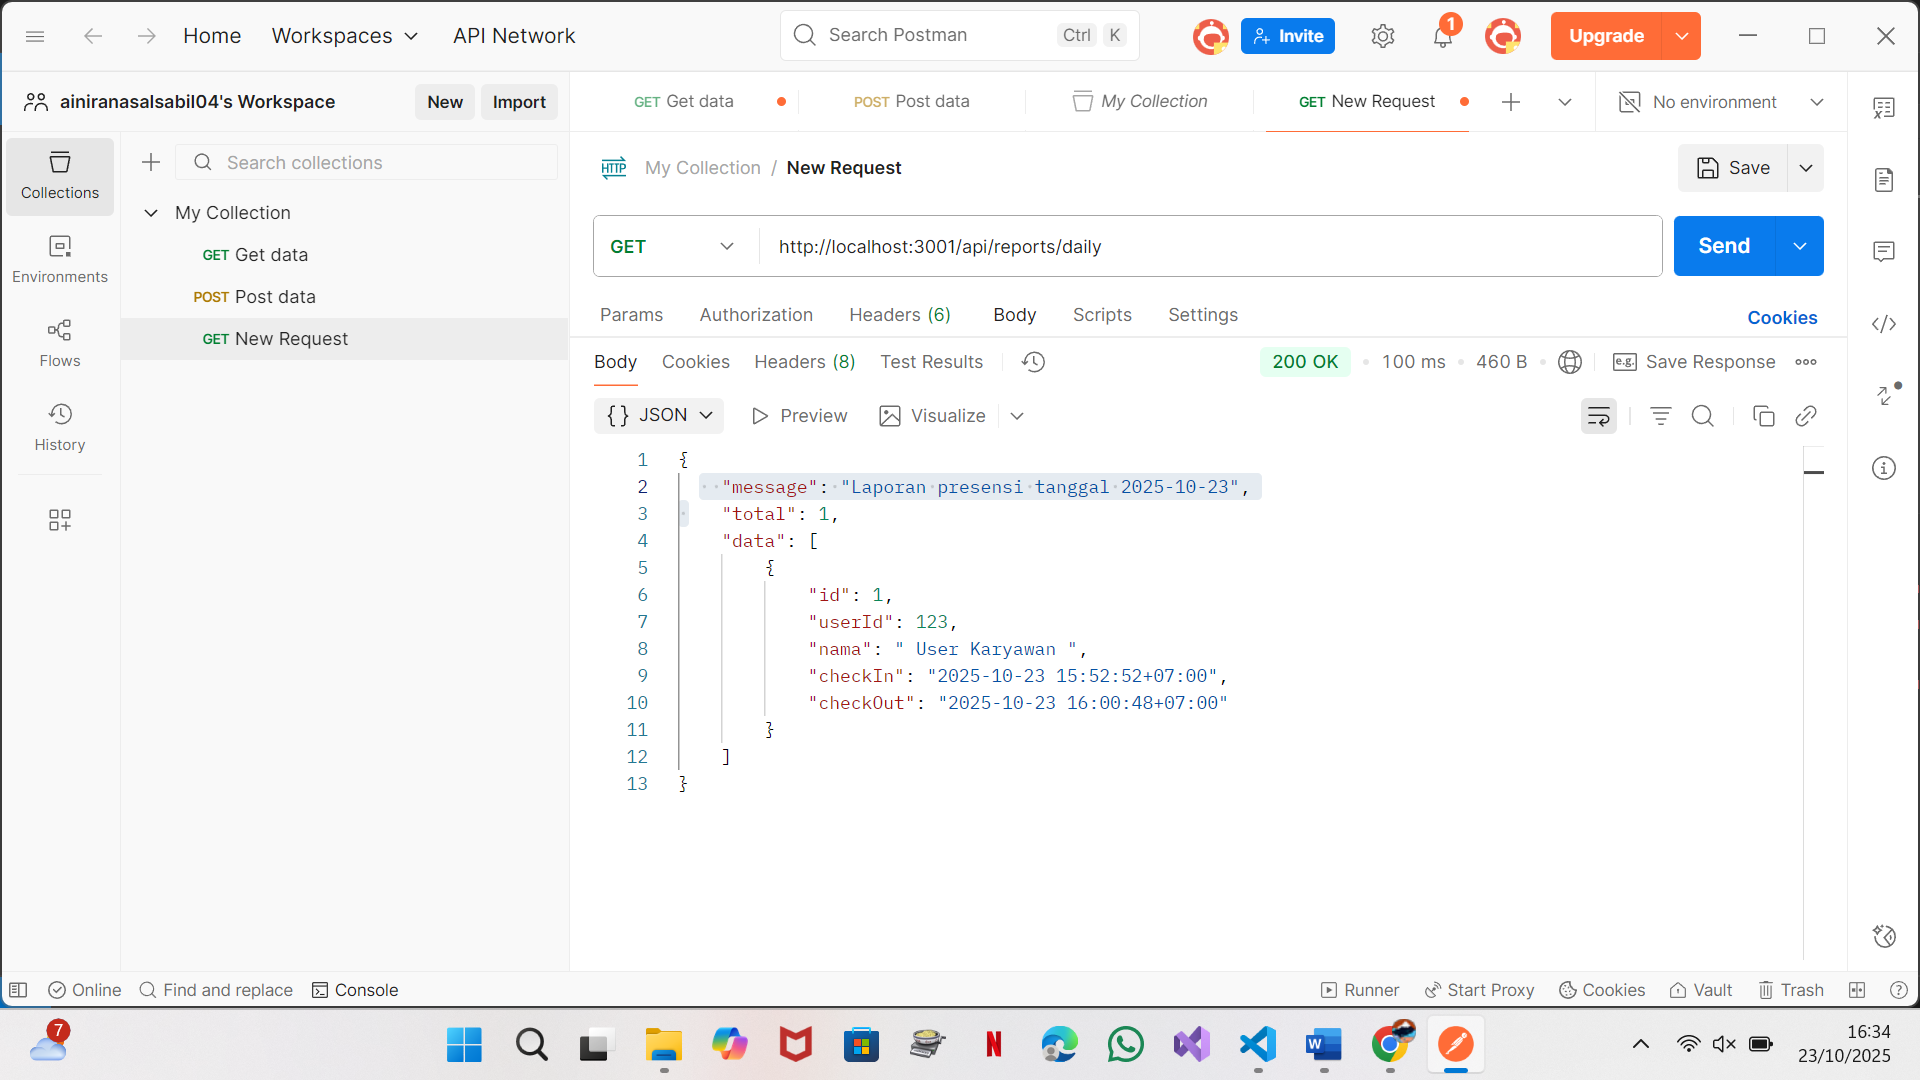 Home
Workspaces
API Network
Search Postman
Ctrl
K
Invite
1
Upgrade
ainiranasalsabil04's Workspace
New
Import
GET Get data
POST Post data
My Collection
GET New Request
No environment
Collections
Environments
Flows
History
Search collections
My Collection
GET Get data
POST Post data
GET New Request
HTTP
My Collection / New Request
Save
GET
http://localhost:3001/api/reports/daily
Send
Params
Authorization
Headers (6)
Body
Scripts
Settings
Cookies
Body
Cookies
Headers (8)
Test Results
200 OK
100 ms
460 B
e.g.
Save Response
{} JSON
Preview
Visualize
1 {
2 "message": "Laporan presensi tanggal 2025-10-23",
3 "total": 1,
4 "data": [
5 {
6 "id": 1,
7 "userId": 123,
8 "nama": " User Karyawan ",
9 "checkIn": "2025-10-23 15:52:52+07:00",
10 "checkOut": "2025-10-23 16:00:48+07:00"
11 }
12 ]
13 }
Online
Find and replace
Console
Runner
Start Proxy
Cookies
Vault
Trash
7
N
W
16:34
23/10/2025